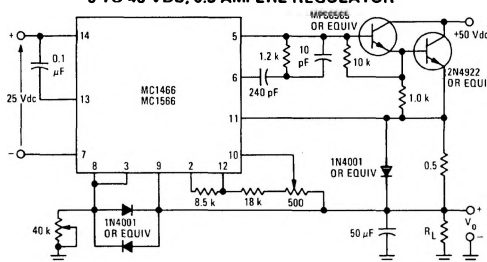 0 TO 40 VDC, 0.5 AMPERE REGULATOR
MPS6565
OR EQUIV
+50 Vdc
+
14
5
1.2 k
10
pF
10 k
0.1
µF
2N4922
OR EQUI
MC1466
MC1566
6
240 pF
1.0 k
25 Vdc
13
11
–
7
10
1N4001
OR EQUIV
0.5
8
3
9
2
12
8.5 k
18 k
500
+
40 k
1N4001
OR EQUIV
50 µF
RL
Vo
–